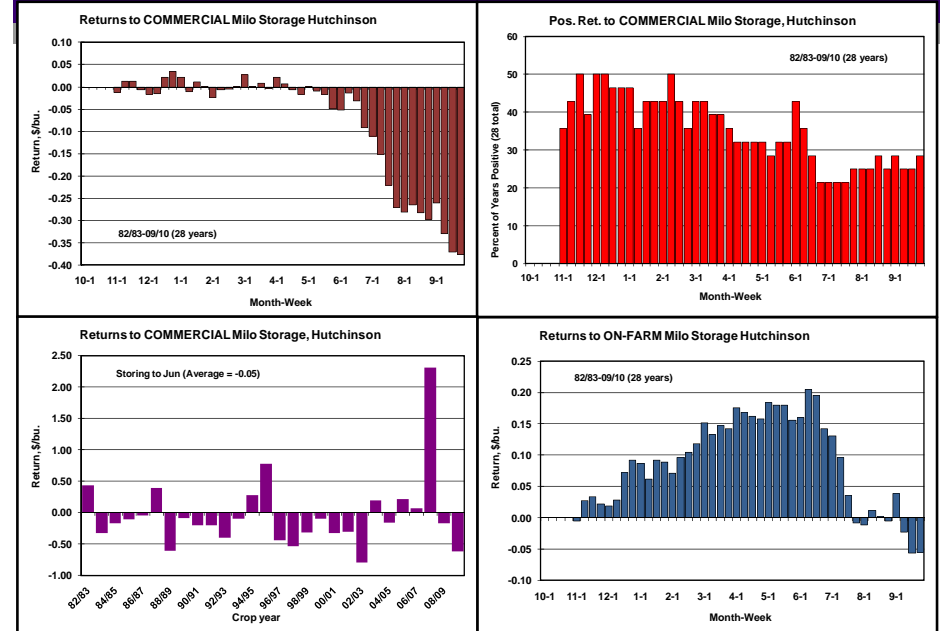 Returns to COMMERCIAL Milo Storage Hutchinson
0.10
0.05
0.00
-0.05
-0.10
-0.15
-0.20
-0.25
-0.30
-0.35
-0.40
Return, $/bu.
82/83-09/10 (28 years)
10-1 11-1 12-1 1-1 2-1 3-1 4-1 5-1 6-1 7-1 8-1 9-1
Month-Week
Pos. Ret. to COMMERCIAL Milo Storage, Hutchinson
60
50
40
30
20
10
0
Percent of Years Positive (28 total)
82/83-09/10 (28 years)
10-1 11-1 12-1 1-1 2-1 3-1 4-1 5-1 6-1 7-1 8-1 9-1
Month-Week
Returns to COMMERCIAL Milo Storage, Hutchinson
2.50
2.00
1.50
1.00
0.50
0.00
-0.50
-1.00
Return, $/bu.
Storing to Jun (Average = -0.05)
82/83 84/85 86/87 88/89 90/91 92/93 94/95 96/97 98/99 00/01 02/03 04/05 06/07 08/09
Crop year
Returns to ON-FARM Milo Storage Hutchinson
0.25
0.20
0.15
0.10
0.05
0.00
-0.05
-0.10
Return, $/bu.
82/83-09/10 (28 years)
10-1 11-1 12-1 1-1 2-1 3-1 4-1 5-1 6-1 7-1 8-1 9-1
Month-Week